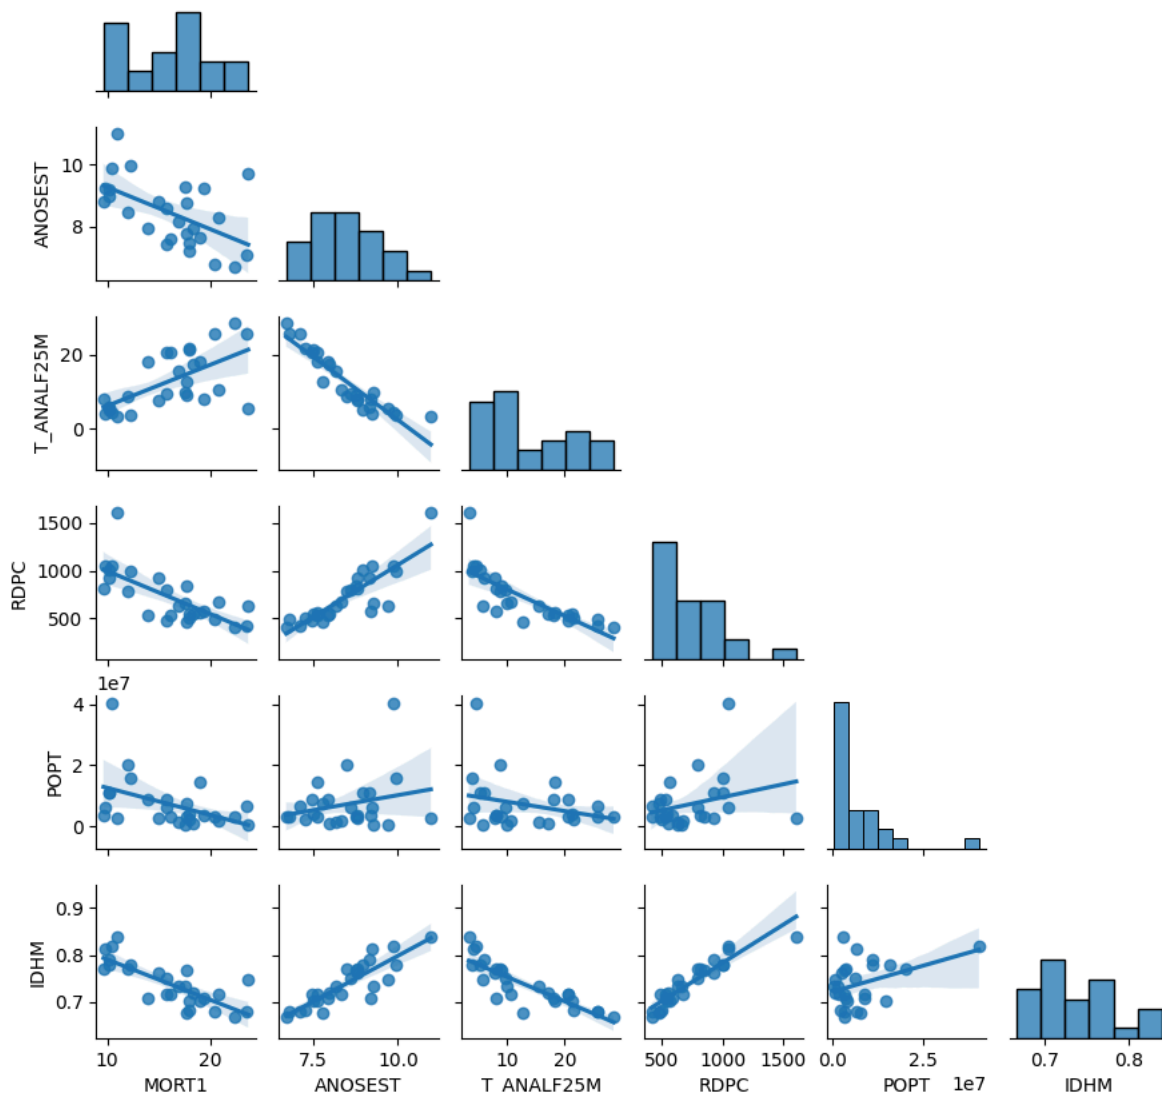 10
8
ANOSEST
20
0
T_ANALF25M
1500
1000
500
RDPC
1e7
4
2
0
POPT
0.9
0.8
0.7
IDHM
10 20
MORT1
7.5 10.0
ANOSEST
10 20
T_ANALF25M
500 1000 1500
RDPC
0.0 2.5
1e7
POPT
0.7 0.8
IDHM